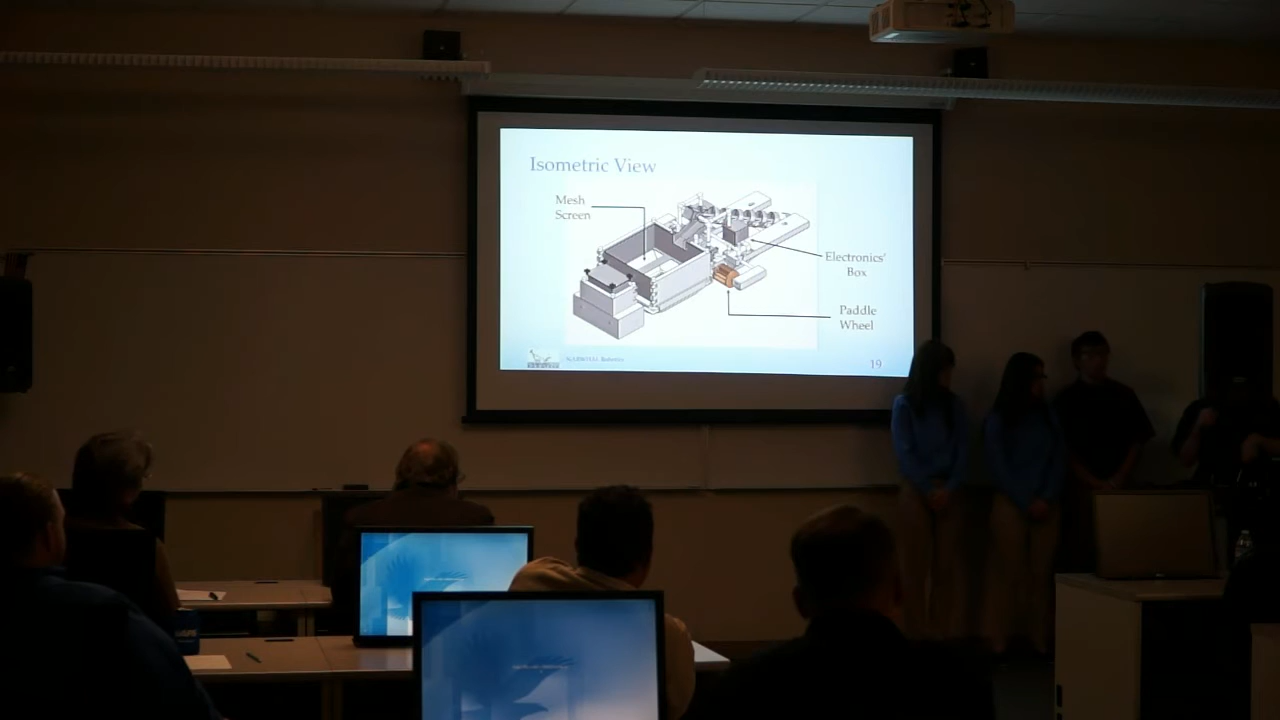 Isometric View
Mesh
Screen
Electronics'
Box
Paddle
Wheel
19